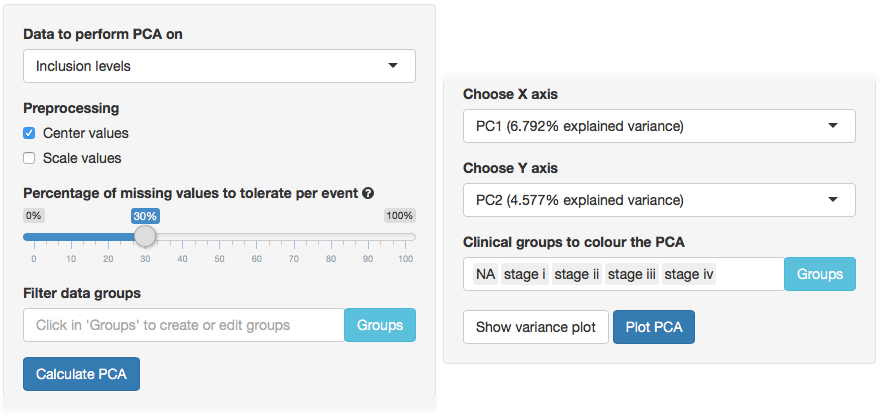 Data to perform PCA on
Inclusion levels
Preprocessing
Center values
Scale values
Percentage of missing values to tolerate per event ?
0% 30% 100%
0 10 20 30 40 50 60 70 80 90 100
Filter data groups
Click in 'Groups' to create or edit groups Groups
Calculate PCA
Choose X axis
PC1 (6.792% explained variance)
Choose Y axis
PC2 (4.577% explained variance)
Clinical groups to colour the PCA
NA stage i stage ii stage iii stage iv Groups
Show variance plot Plot PCA